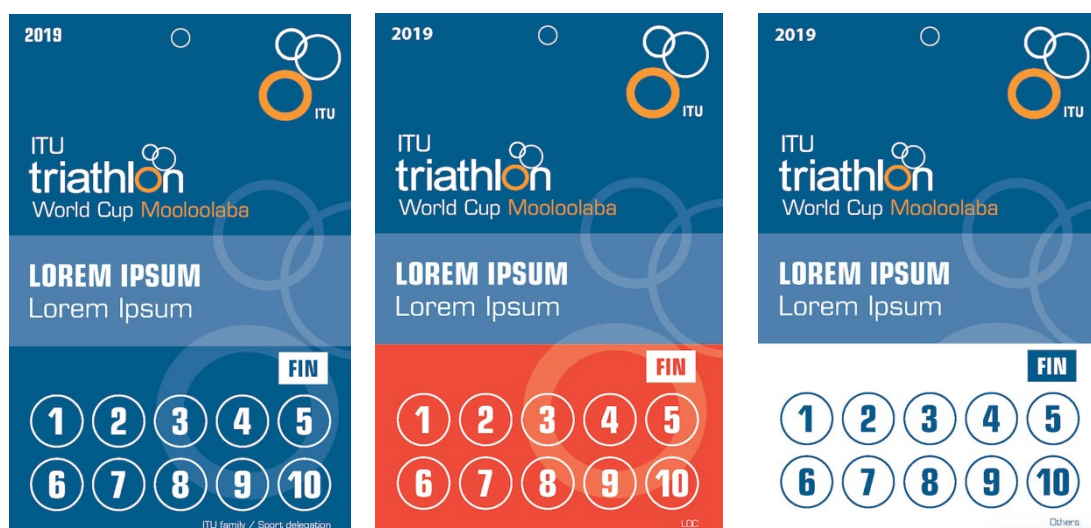 2019
ITU
ITU
triathlon
World Cup Mooloolaba
LOREM IPSUM
Lorem Ipsum
FIN
1 2 3 4 5
6 7 8 9 10
ITU family / Sport delegation
2019
ITU
ITU
triathlon
World Cup Mooloolaba
LOREM IPSUM
Lorem Ipsum
FIN
1 2 3 4 5
6 7 8 9 10
LOC
2019
ITU
ITU
triathlon
World Cup Mooloolaba
LOREM IPSUM
Lorem Ipsum
FIN
1 2 3 4 5
6 7 8 9 10
Others